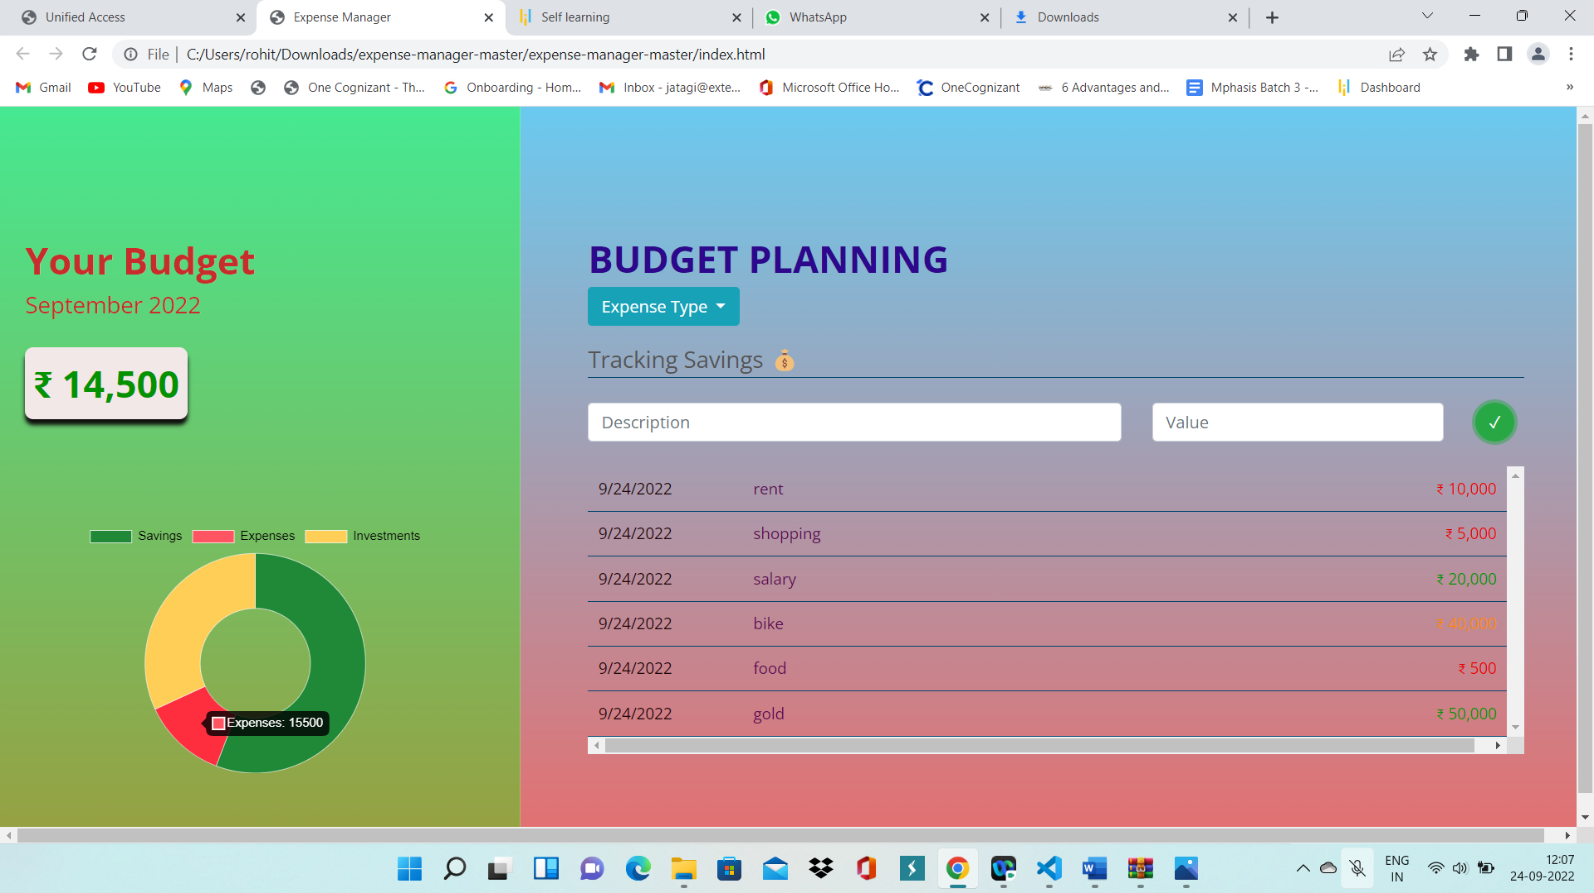 Unified Access
Expense Manager
Self learning
WhatsApp
Downloads
File | C:/Users/rohit/Downloads/expense-manager-master/expense-manager-master/index.html
Gmail
YouTube
Maps
One Cognizant - Th...
Onboarding - Hom...
Inbox - jatagi@exte...
Microsoft Office Ho...
OneCognizant
6 Advantages and...
Mphasis Batch 3 -...
Dashboard
»
Your Budget
September 2022
₹ 14,500
Savings Expenses Investments
Expenses: 15500
BUDGET PLANNING
Expense Type
Tracking Savings
Description
Value
9/24/2022 rent ₹ 10,000
9/24/2022 shopping ₹ 5,000
9/24/2022 salary ₹ 20,000
9/24/2022 bike ₹ 40,000
9/24/2022 food ₹ 500
9/24/2022 gold ₹ 50,000
ENG
IN
12:07
24-09-2022